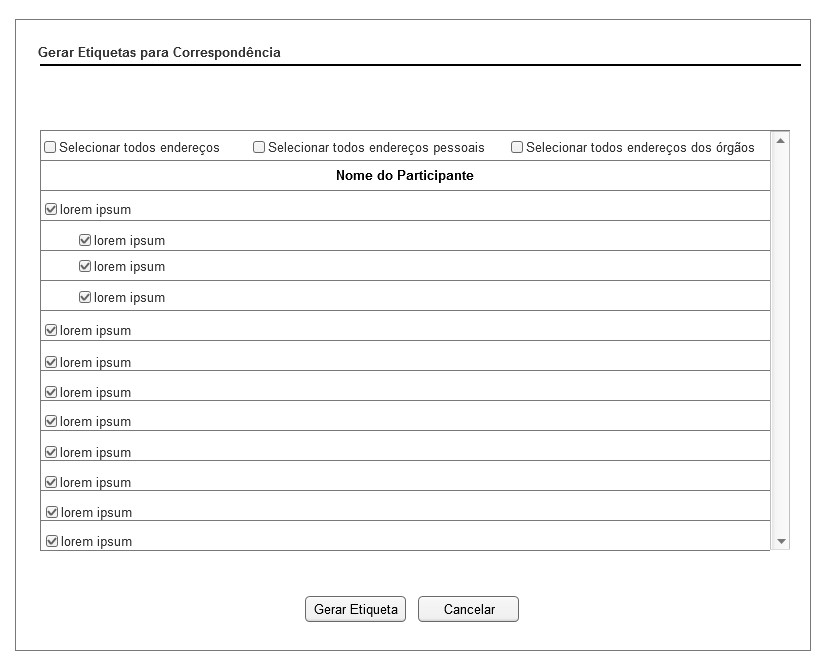 Gerar Etiquetas para Correspondência
Selecionar todos endereços Selecionar todos endereços pessoais Selecionar todos endereços dos órgãos
Nome do Participante
lorem ipsum
lorem ipsum
lorem ipsum
lorem ipsum
lorem ipsum
lorem ipsum
lorem ipsum
lorem ipsum
lorem ipsum
lorem ipsum
lorem ipsum
lorem ipsum
Gerar Etiqueta Cancelar